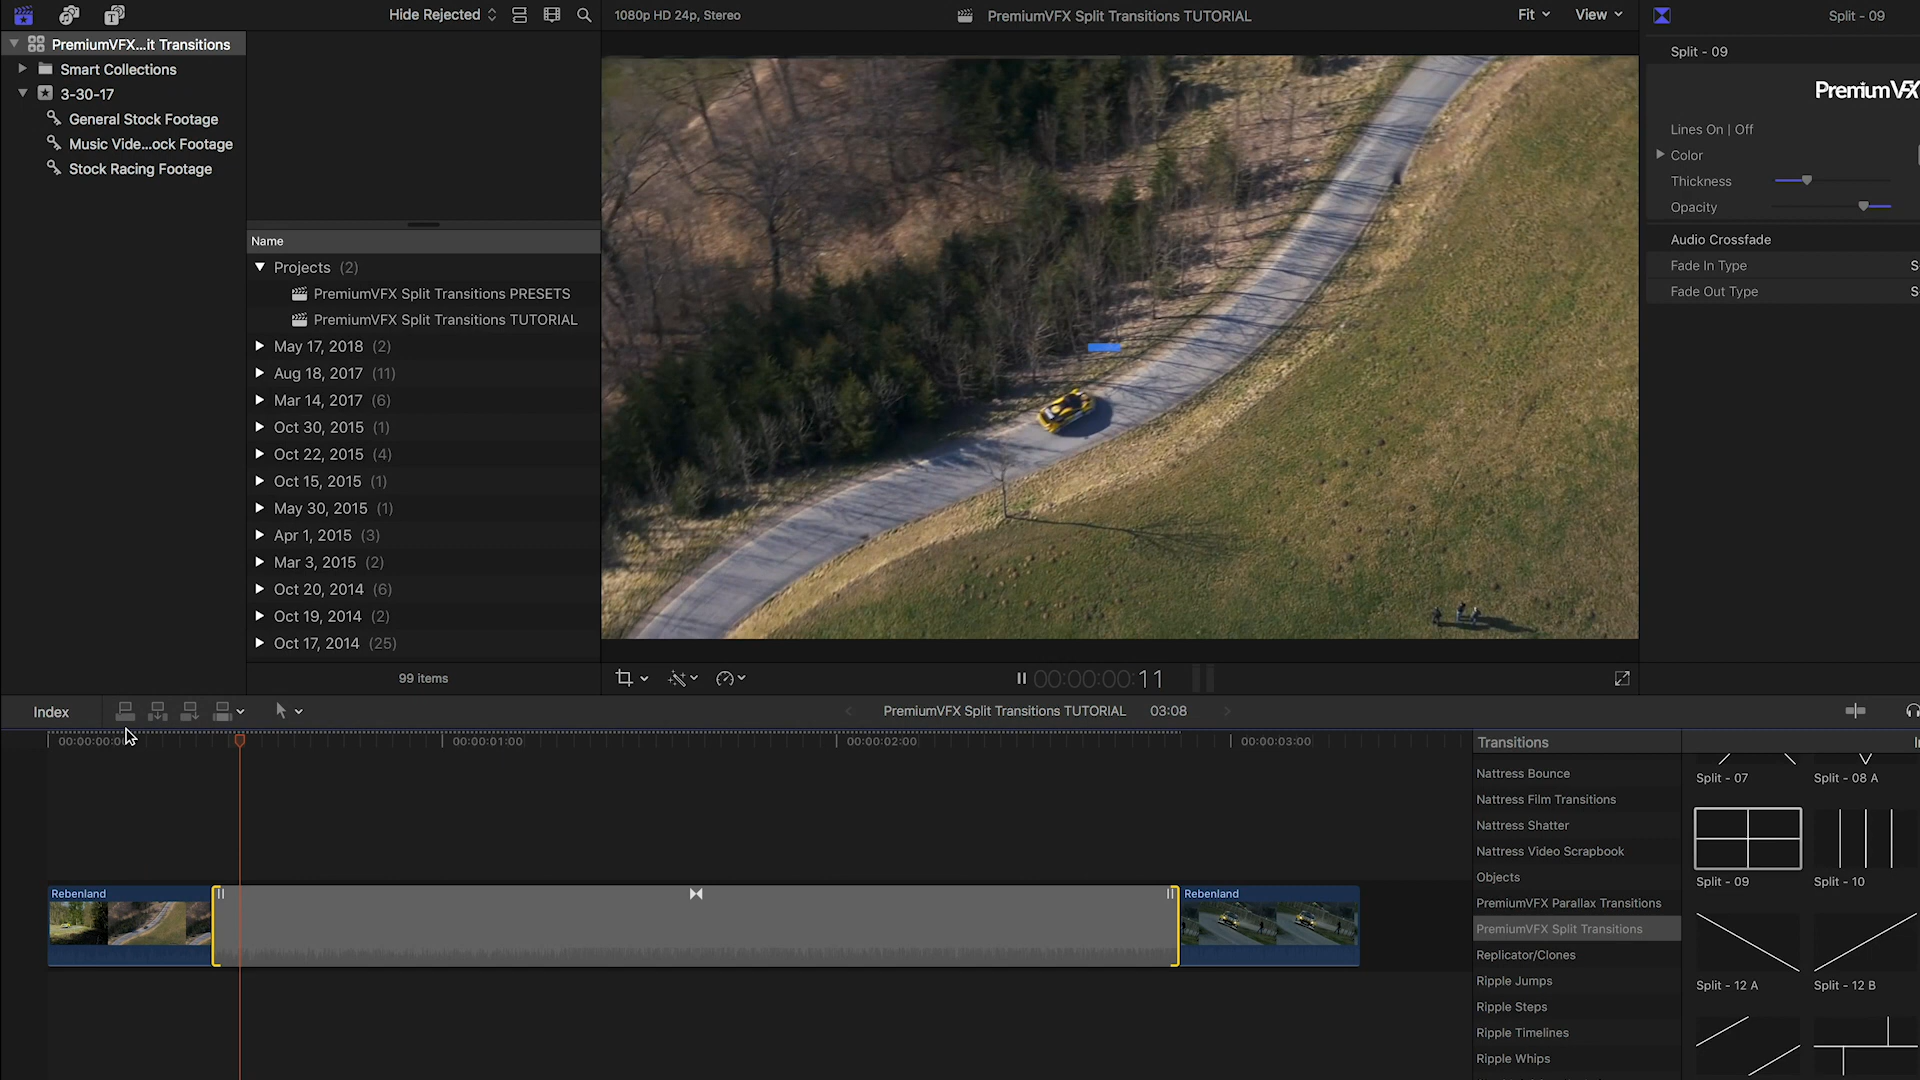 Hide Rejected
1080p HD 24p, Stereo
PremiumVFX Split Transitions TUTORIAL
Fit
View
Split - 09
PremiumVFX...it Transitions
Smart Collections
3-30-17
General Stock Footage
Music Vide...ock Footage
Stock Racing Footage
Name
Projects (2)
PremiumVFX Split Transitions PRESETS
PremiumVFX Split Transitions TUTORIAL
May 17, 2018 (2)
Aug 18, 2017 (11)
Mar 14, 2017 (6)
Oct 30, 2015 (1)
Oct 22, 2015 (4)
Oct 15, 2015 (1)
May 30, 2015 (1)
Apr 1, 2015 (3)
Mar 3, 2015 (2)
Oct 20, 2014 (6)
Oct 19, 2014 (2)
Oct 17, 2014 (25)
99 items
00:00:00:11
Split - 09
PremiumVFX
Lines On | Off
Color
Thickness
Opacity
Audio Crossfade
Fade In Type
S
Fade Out Type
S
Index
PremiumVFX Split Transitions TUTORIAL
03:08
00:00:00:0
00:00:01:00
00:00:02:00
00:00:03:00
Rebenland
Rebenland
Transitions
Nattress Bounce
Nattress Film Transitions
Nattress Shatter
Nattress Video Scrapbook
Objects
PremiumVFX Parallax Transitions
PremiumVFX Split Transitions
Replicator/Clones
Ripple Jumps
Ripple Steps
Ripple Timelines
Ripple Whips
Split - 07
Split - 08 A
Split - 09
Split - 10
Split - 12 A
Split - 12 B